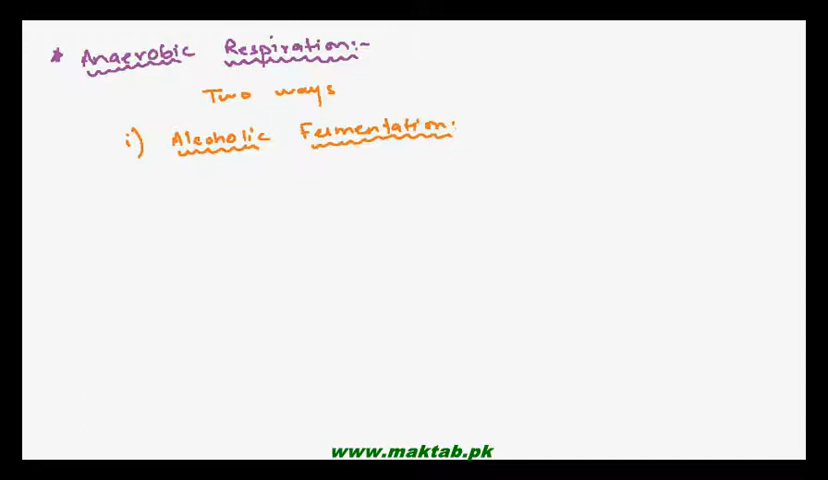 * Anaerobic Respiration:-
Two ways
i) Alcoholic Fermentation:
www.maktab.pk